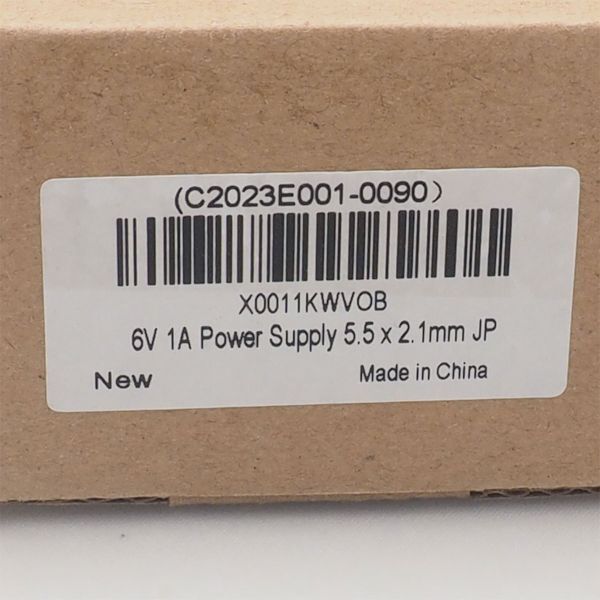 (C2023E001-0090）
X0011KWVOB
6V 1A Power Supply 5.5 x 2.1mm JP
New
Made in China